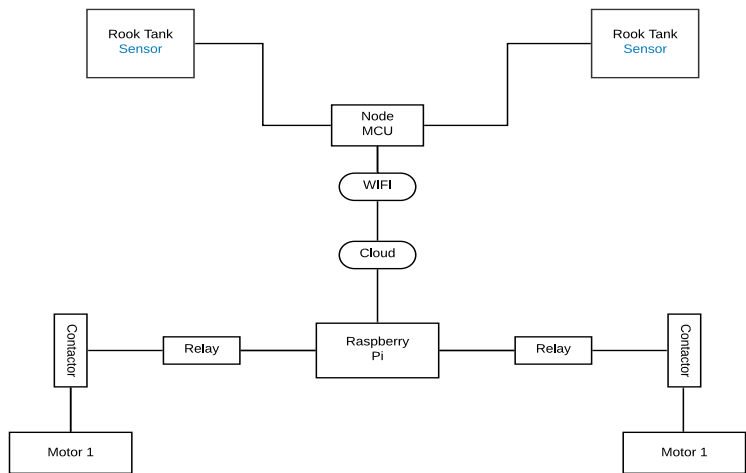 Rook Tank
Sensor
Rook Tank
Sensor
Node
MCU
WIFI
Cloud
Contactor
Relay
Raspberry
Pi
Relay
Contactor
Motor 1
Motor 1